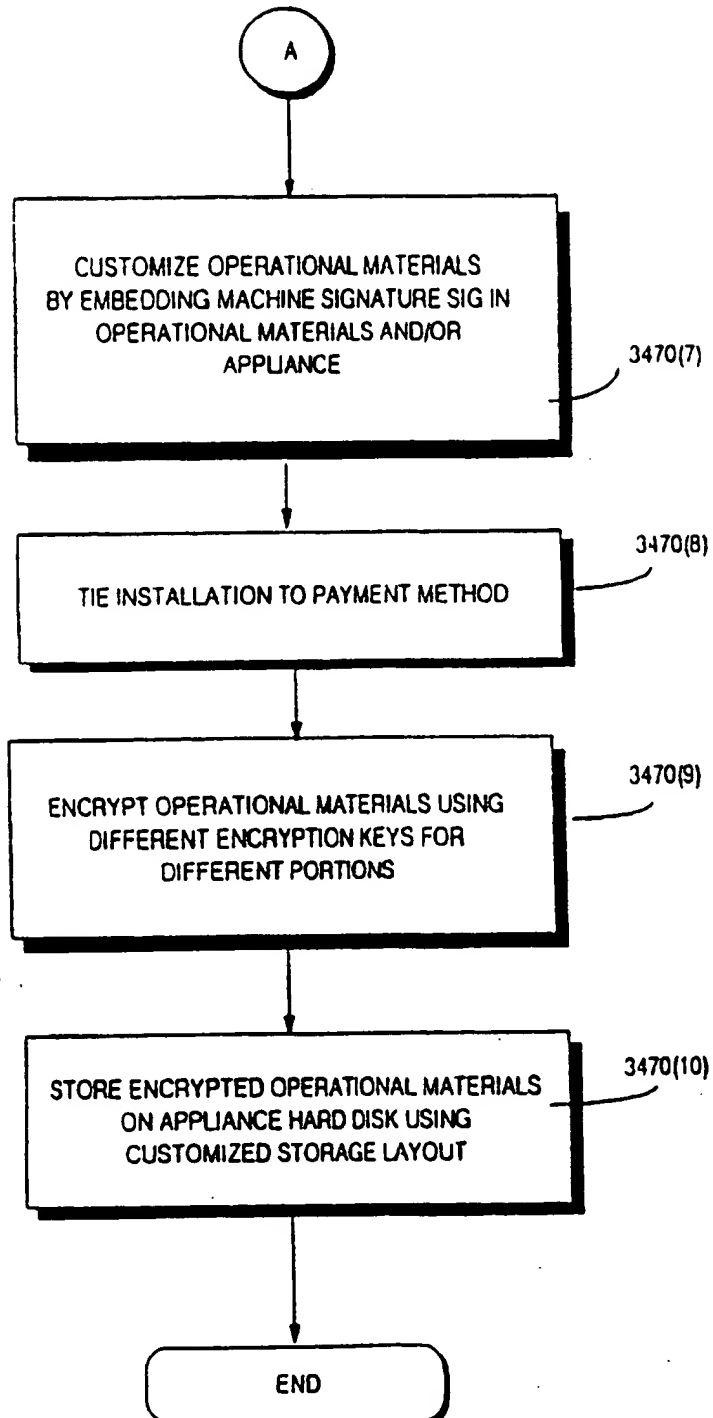 A
CUSTOMIZE OPERATIONAL MATERIALS
BY EMBEDDING MACHINE SIGNATURE SIG IN
OPERATIONAL MATERIALS AND/OR
APPLIANCE
3470(7)
3470(8)
TIE INSTALLATION TO PAYMENT METHOD
3470(9)
ENCRYPT OPERATIONAL MATERIALS USING
DIFFERENT ENCRYPTION KEYS FOR
DIFFERENT PORTIONS
3470(10)
STORE ENCRYPTED OPERATIONAL MATERIALS
ON APPLIANCE HARD DISK USING
CUSTOMIZED STORAGE LAYOUT
END